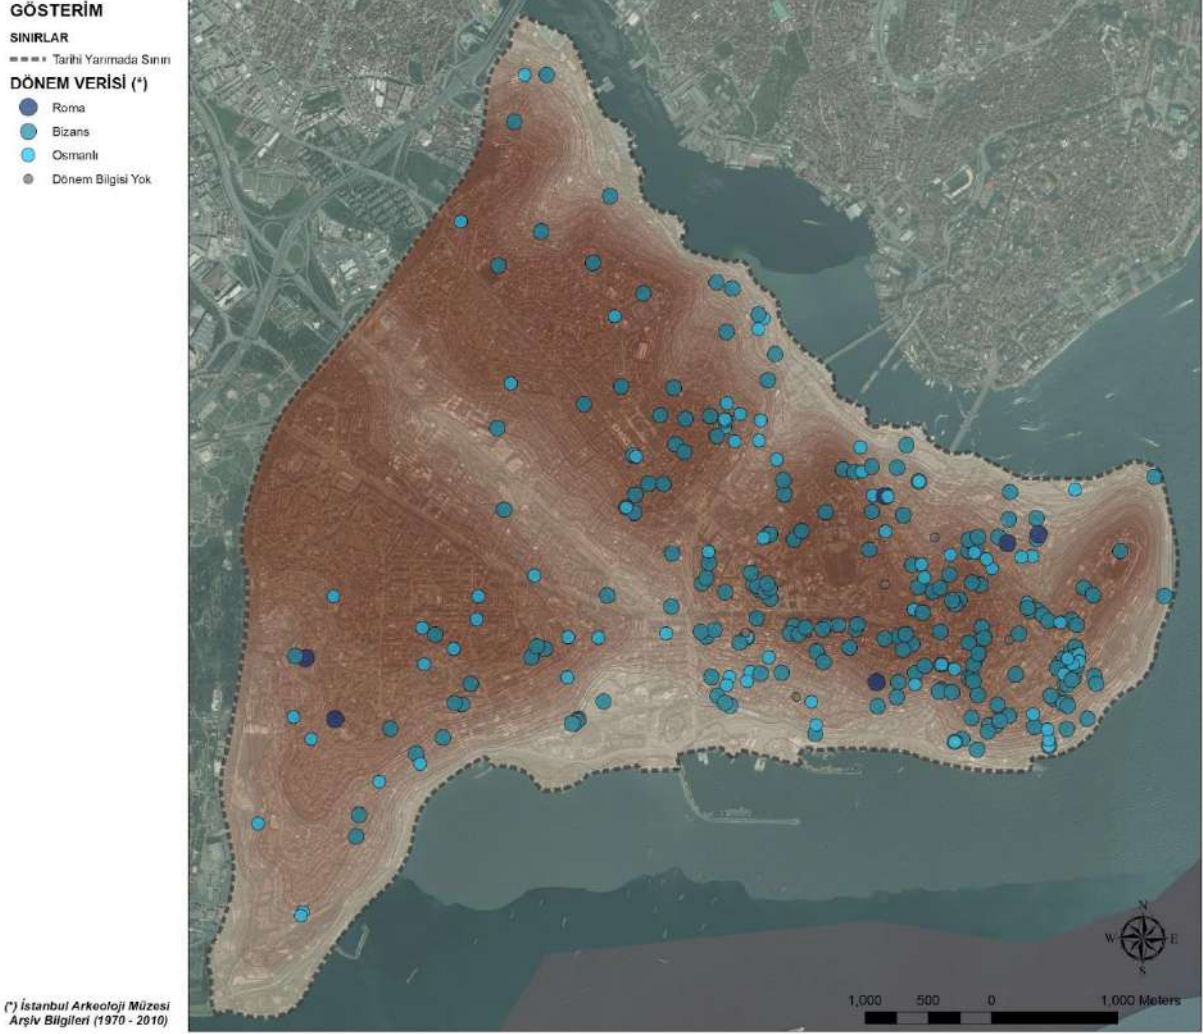 GÖSTERİM
SINIRLAR
Tarihi Yarımada Sınırı
DÖNEM VERİSİ (*)
Roma
Bizans
Osmanlı
Dönem Bilgisi Yok
N
W E
S
1,000 500 0 1,000 Meters
(*) İstanbul Arkeoloji Müzesi
Arşiv Bilgileri (1970 - 2010)